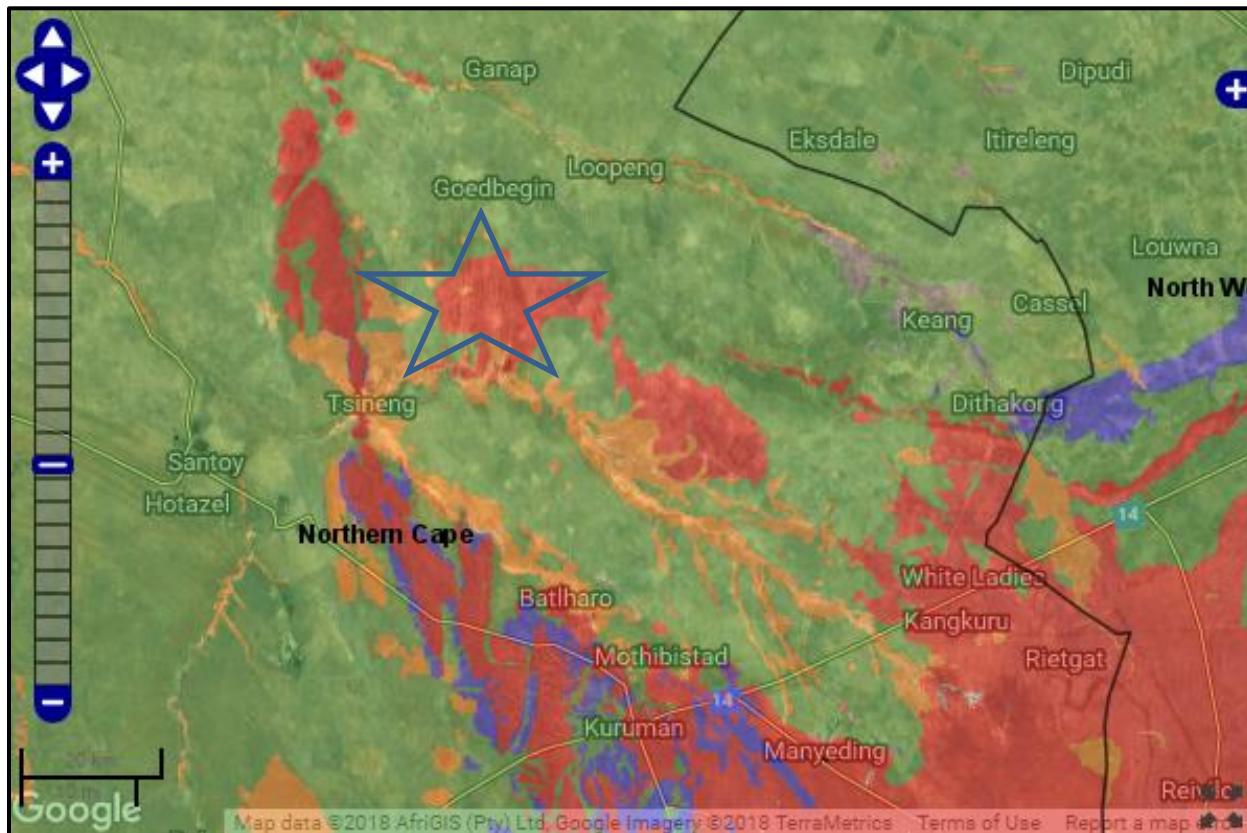 Ganap
Dipudi
Eksdale
Itireleng
Loopeng
Goedbegin
Louwna
North W
Cassel
Keang
Tsineng
Dithakong
Santoy
Hotazel
14
Northern Cape
White Ladies
Batlharo
Kangkuru
Mothibistad
Rietgat
14
Kuruman
Manyeding
20 km
Google
Map data ©2018 AfriGIS (Pty) Ltd, Google Imagery ©2018 TerraMetrics Terms of Use Report a map